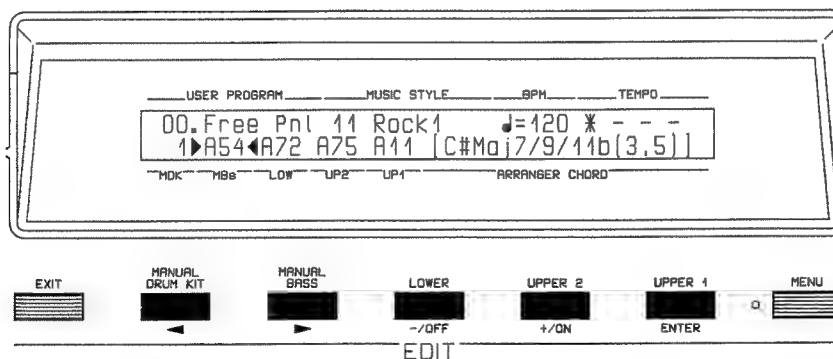 USER PROGRAM MUSIC STYLE BPM TEMPO
00.Free Pnl 11 Rock1 ♩=120 * - - -
1▶A54◀A72 A75 A11 [C#Maj7/9/11b(3,5)]
MDK MBs LOW UP2 UP1 ARRANGER CHORD
EXIT MANUAL DRUM KIT MANUAL BASS LOWER UPPER 2 UPPER 1 MENU
◀ ▶ -/OFF +/ON ENTER
EDIT